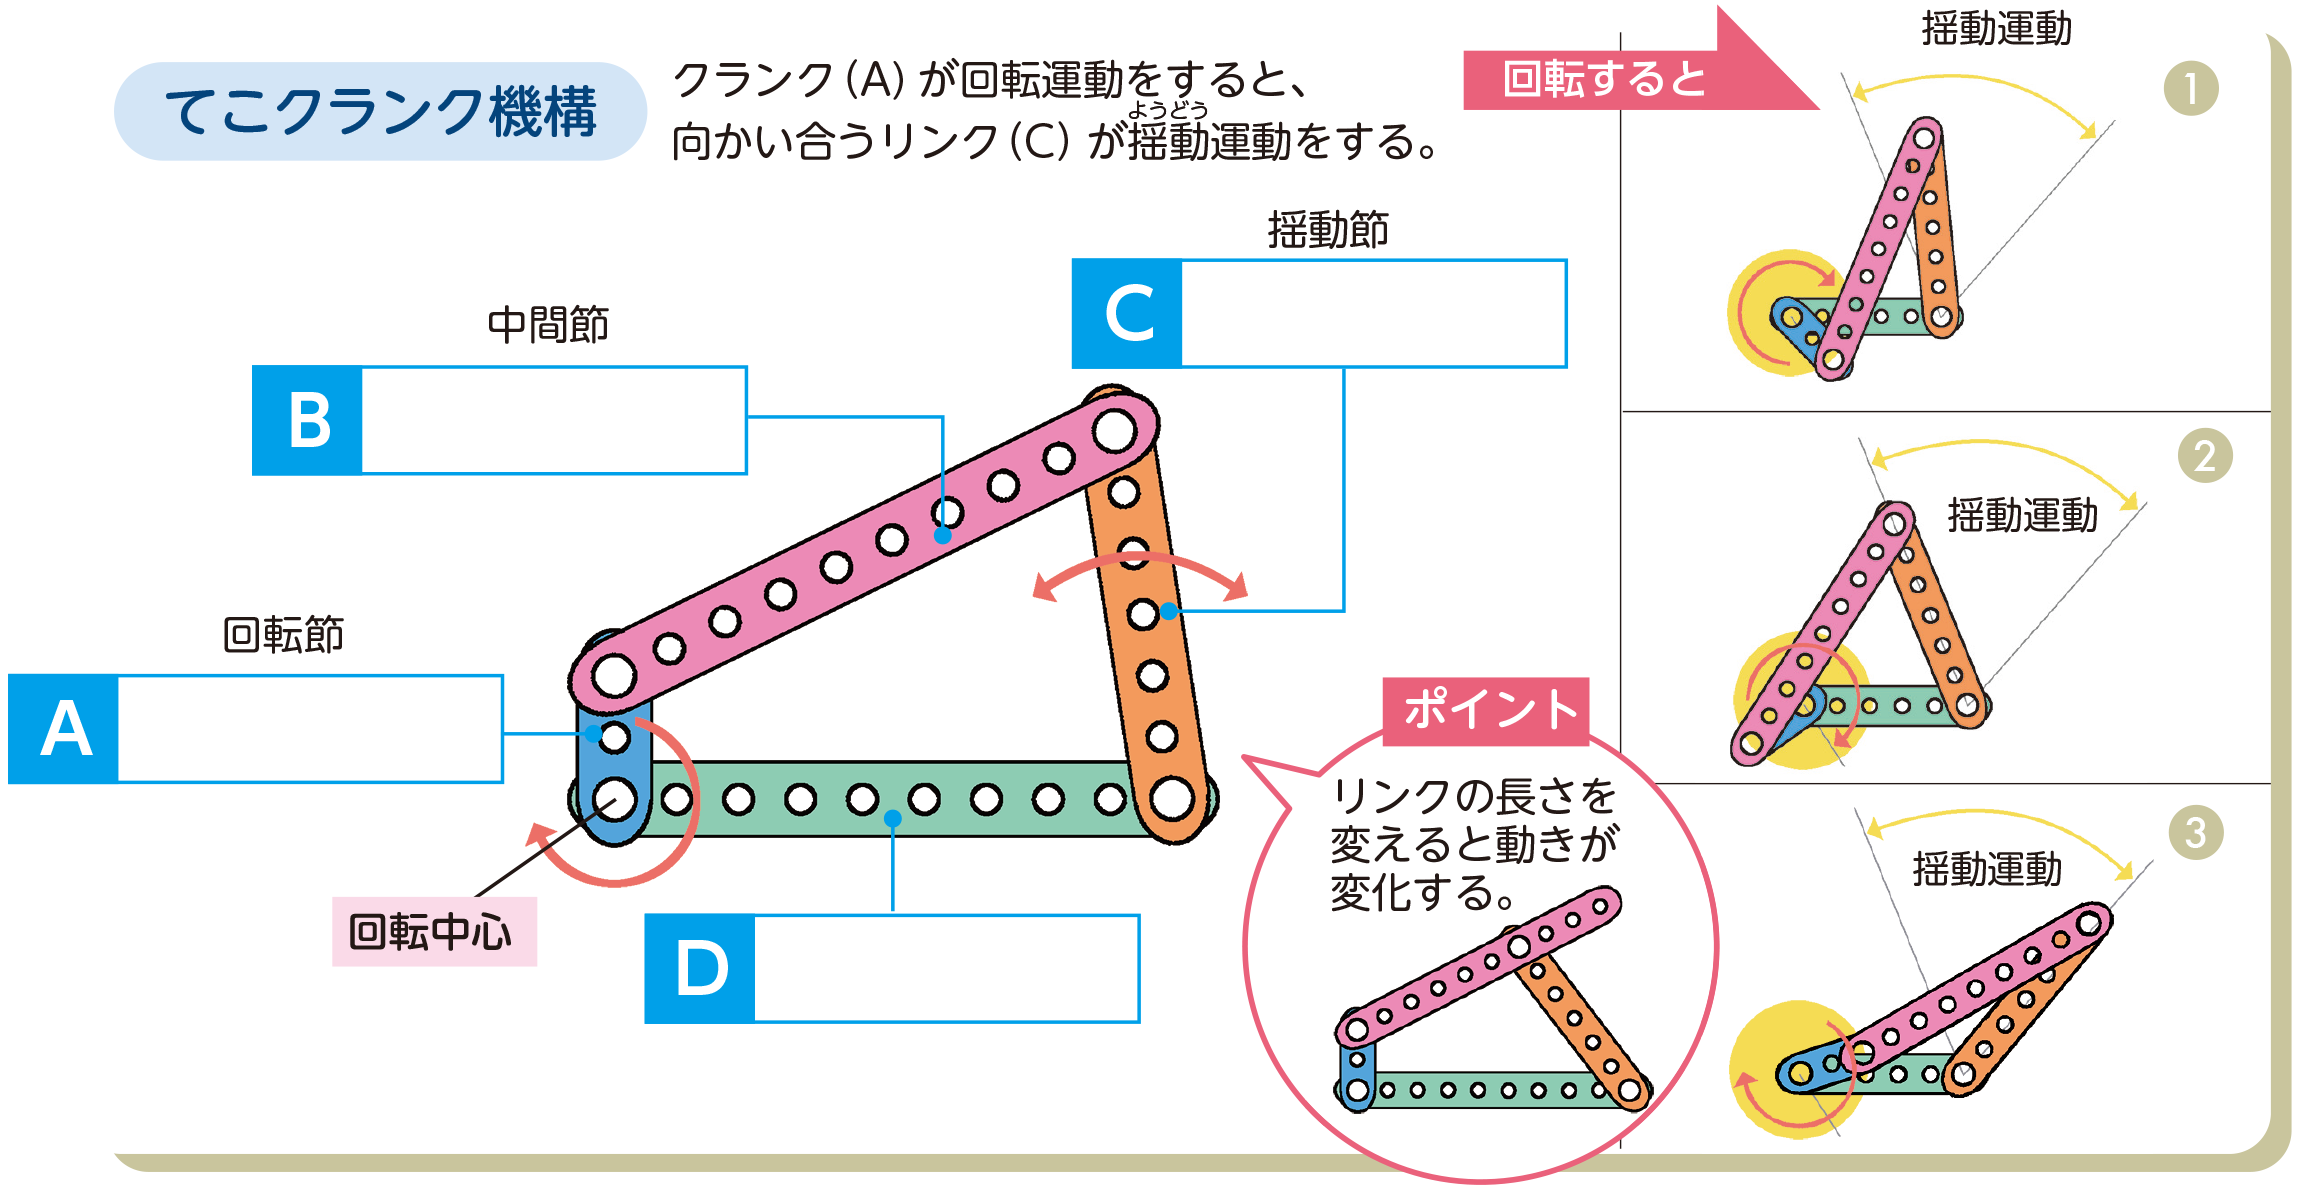 てこクランク機構
クランク(A)が回転運動をすると、
ようどう
向かい合うリンク(C)が揺動運動をする。
回転すると
揺動節
C
中間節
B
回転節
A
回転中心
D
ポイント
リンクの長さを
変えると動きが
変化する。
揺動運動
1
2
揺動運動
3
揺動運動